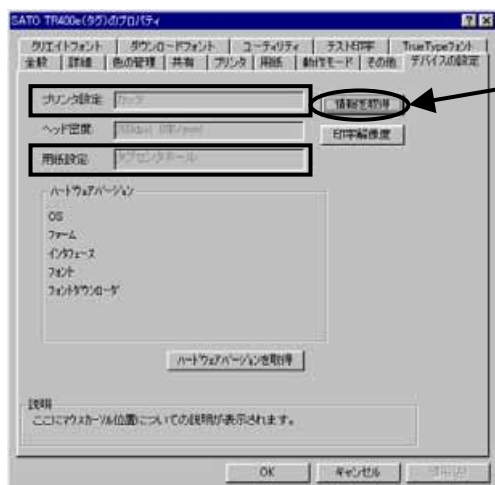 SATO TR400e(タグ)のプロパティ
クリエイトフォント ダウンロードフォント ユーティリティ テスト印字 TrueTypeフォント
全般 詳細 色の管理 共有 プリンタ 用紙 動作モード その他 デバイスの設定
プリンタ設定 カッタ 情報を取得
ヘッド密度 印字解像度
用紙設定 タグセンタホール
ハードウェアバージョン
OS
ファーム
インタフェース
フォント
フォントダウンローダ
ハードウェアバージョンを取得
説明
ここにマウスカーソル(位置)についての説明が表示されます。
OK キャンセル 適用(A)